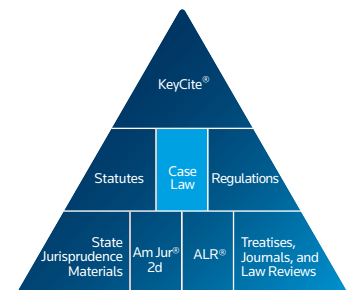 KeyCite®
Statutes
Case
Law
Regulations
State
Jurisprudence
Materials
Am Jur®
2d
ALR®
Treatises,
Journals, and
Law Reviews